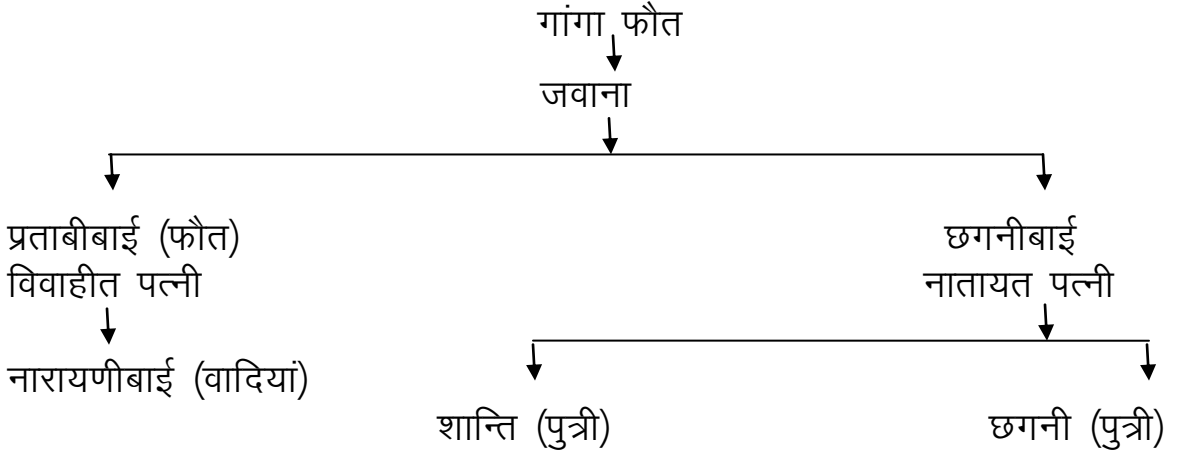 गांगा फौत
जवाना
प्रताबीबाई (फौत)
विवाहीत पत्नी
छगनीबाई
नातायत पत्नी
नारायणीबाई (वादियां)
शान्ति (पुत्री)
छगनी (पुत्री)